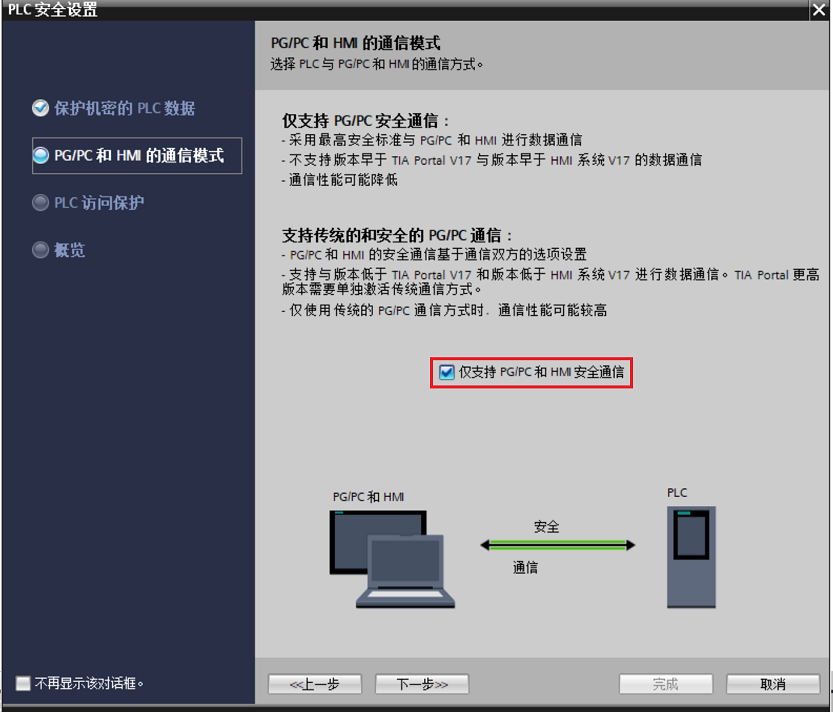 PLC 安全设置
PG/PC 和 HMI 的通信模式
选择 PLC 与 PG/PC 和 HMI 的通信方式。
保护机密的 PLC 数据
PG/PC 和 HMI 的通信模式
PLC 访问保护
概览
仅支持 PG/PC 安全通信：
- 采用最高安全标准与 PG/PC 和 HMI 进行数据通信
- 不支持版本早于 TIA Portal V17 与版本早于 HMI 系统 V17 的数据通信
- 通信性能可能降低
支持传统的和安全的 PG/PC 通信：
- PG/PC 和 HMI 的安全通信基于通信双方的选项设置
- 支持与版本低于 TIA Portal V17 和版本低于 HMI 系统 V17 进行数据通信。TIA Portal 更高
版本需要单独激活传统通信方式。
- 仅使用传统的 PG/PC 通信方式时，通信性能可能较高
仅支持 PG/PC 和 HMI 安全通信
PG/PC 和 HMI
PLC
安全
通信
不再显示该对话框。
<<上一步
下一步>>
完成
取消